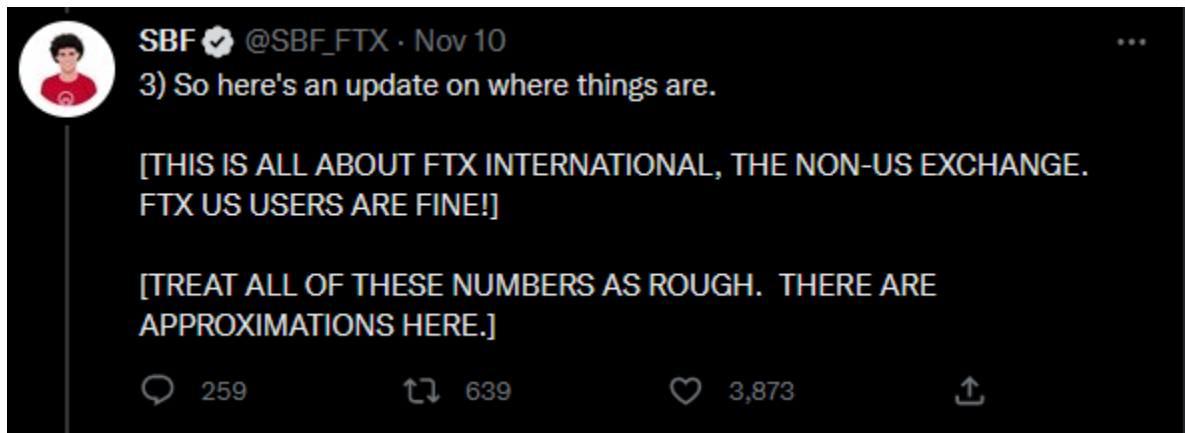 SBF @SBF_FTX · Nov 10
3) So here's an update on where things are.
[THIS IS ALL ABOUT FTX INTERNATIONAL, THE NON-US EXCHANGE.
FTX US USERS ARE FINE!]
[TREAT ALL OF THESE NUMBERS AS ROUGH.  THERE ARE
APPROXIMATIONS HERE.]
259 639 3,873